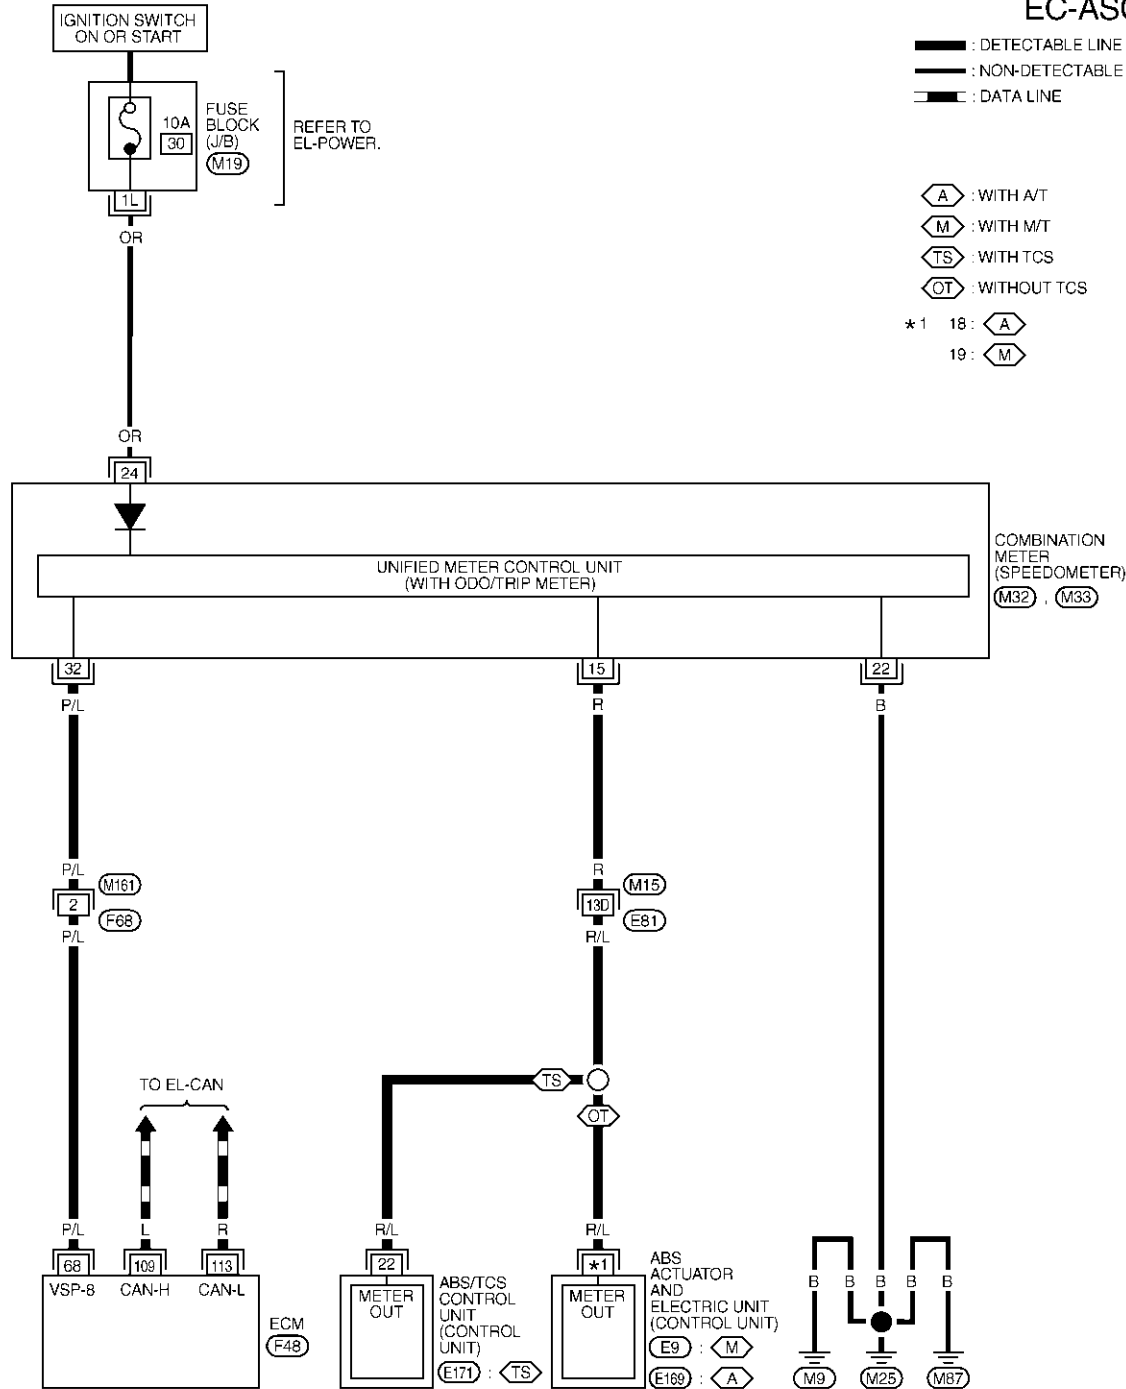 EC-ASC
IGNITION SWITCH
ON OR START
: DETECTABLE LINE
: NON-DETECTABLE
: DATA LINE
10A
30
FUSE
BLOCK
(J/B)
M19
REFER TO
EL-POWER.
1L
OR
A : WITH A/T
M : WITH M/T
TS : WITH TCS
OT : WITHOUT TCS
*1 18 : A
19 : M
OR
24
UNIFIED METER CONTROL UNIT
(WITH ODO/TRIP METER)
COMBINATION
METER
(SPEEDOMETER)
M32 , M33
32
15
22
P/L
R
B
P/L
M161
2
F68
P/L
R
M15
13D
E81
R/L
TO EL-CAN
TS
OT
P/L
L
R
R/L
R/L
68
109
113
22
*1
VSP-8
CAN-H
CAN-L
ECM
F48
METER
OUT
ABS/TCS
CONTROL
UNIT
(CONTROL
UNIT)
E171 : TS
METER
OUT
ABS
ACTUATOR
AND
ELECTRIC UNIT
(CONTROL UNIT)
E9 : M
E169 : A
B B B B B
M9
M25
M87